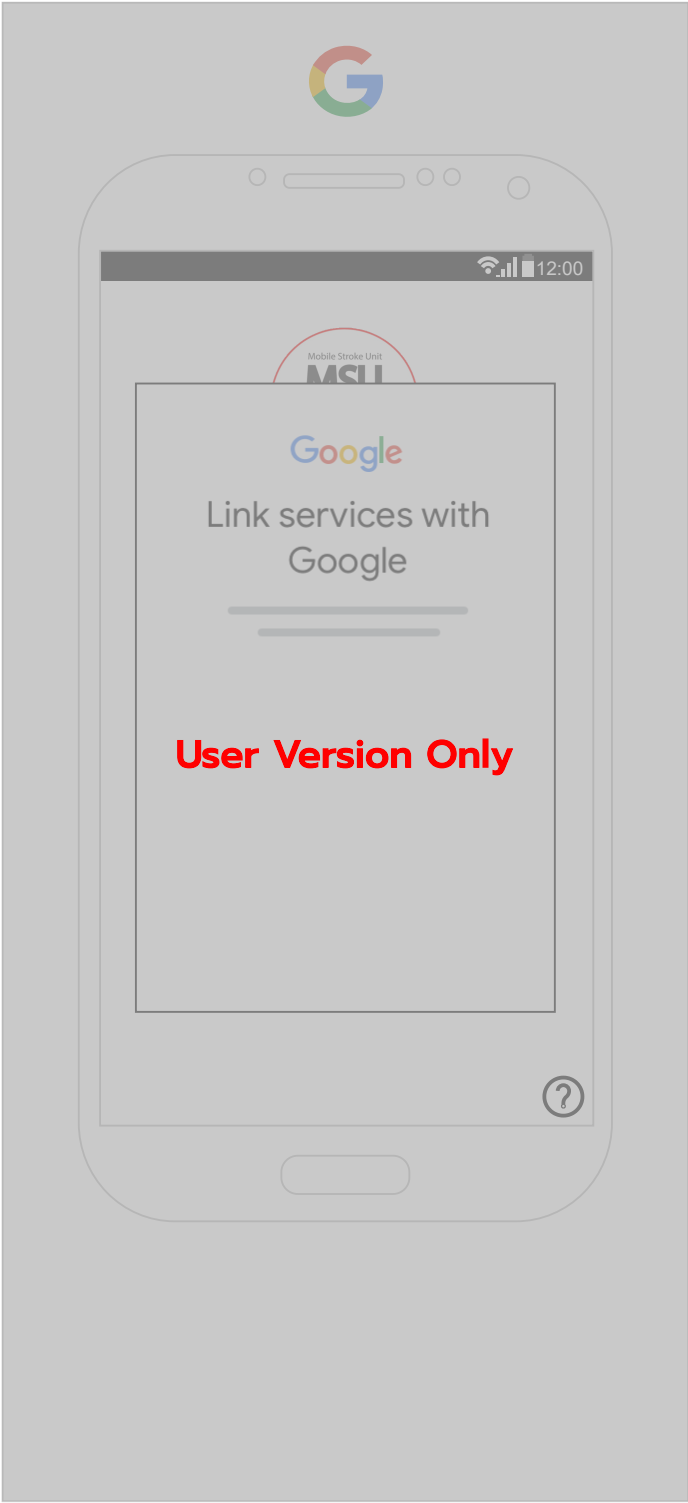 12:00
Mobile Stroke Unit
MSU
Google
Link services with
Google
User Version Only